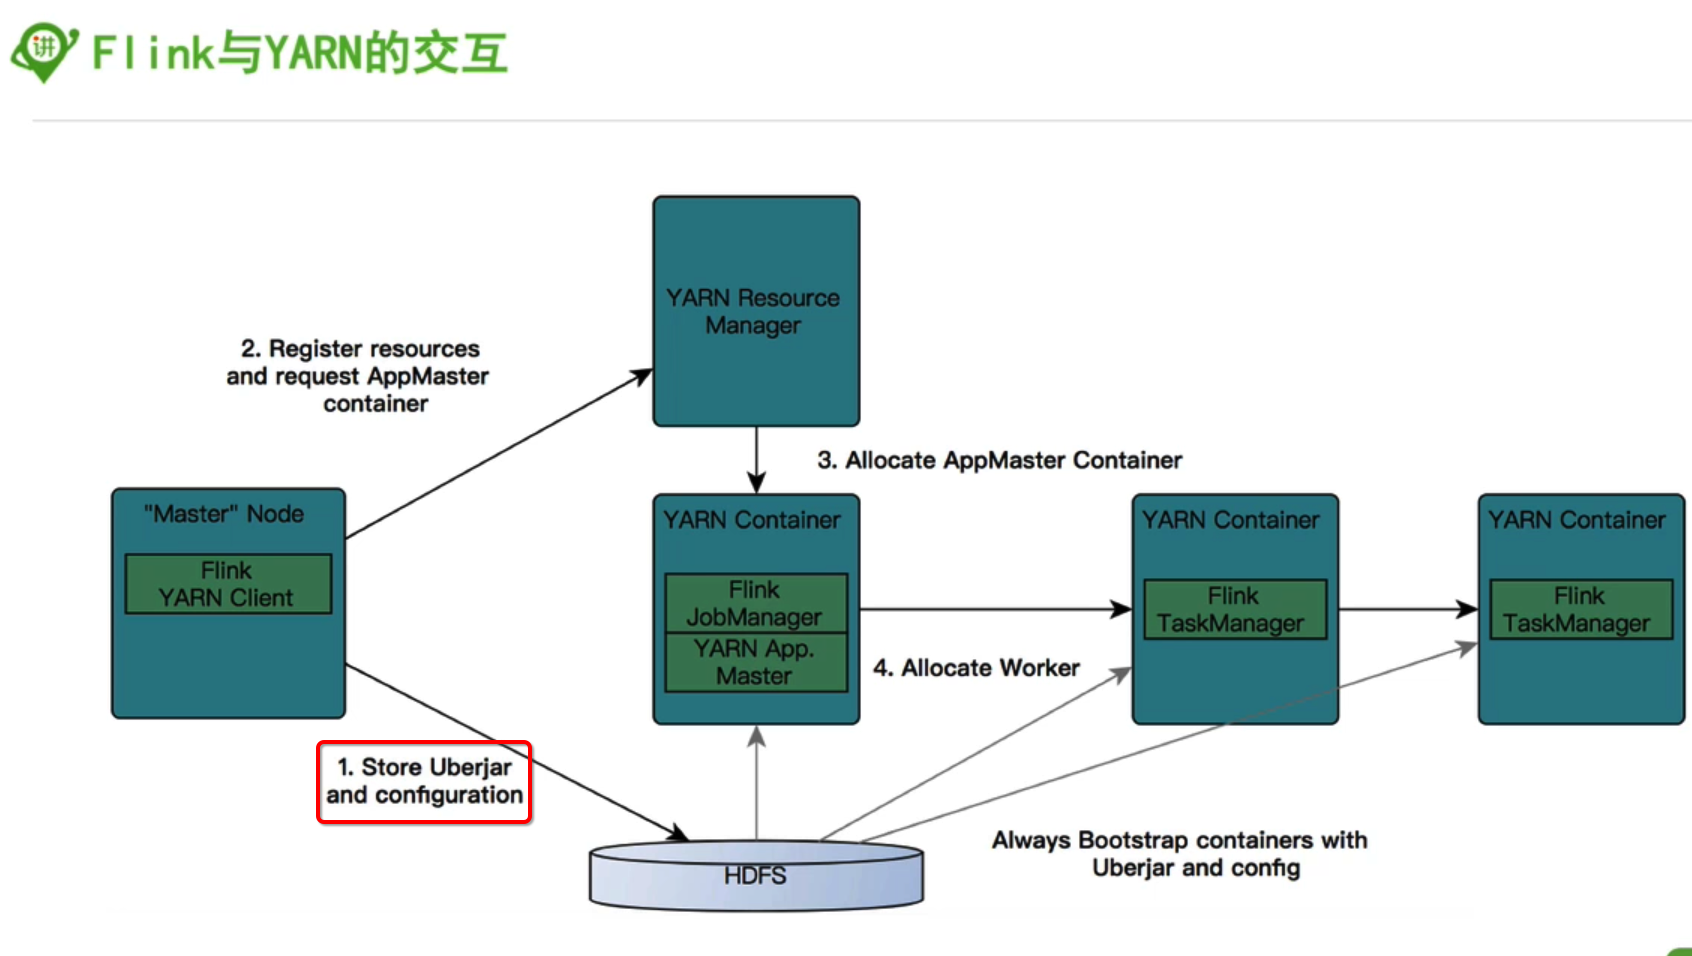 讲
Flink与YARN的交互
YARN Resource
Manager
2. Register resources
and request AppMaster
container
3. Allocate AppMaster Container
"Master" Node
Flink
YARN Client
YARN Container
Flink
JobManager
YARN App.
Master
4. Allocate Worker
YARN Container
Flink
TaskManager
YARN Container
Flink
TaskManager
1. Store Uberjar
and configuration
HDFS
Always Bootstrap containers with
Uberjar and config